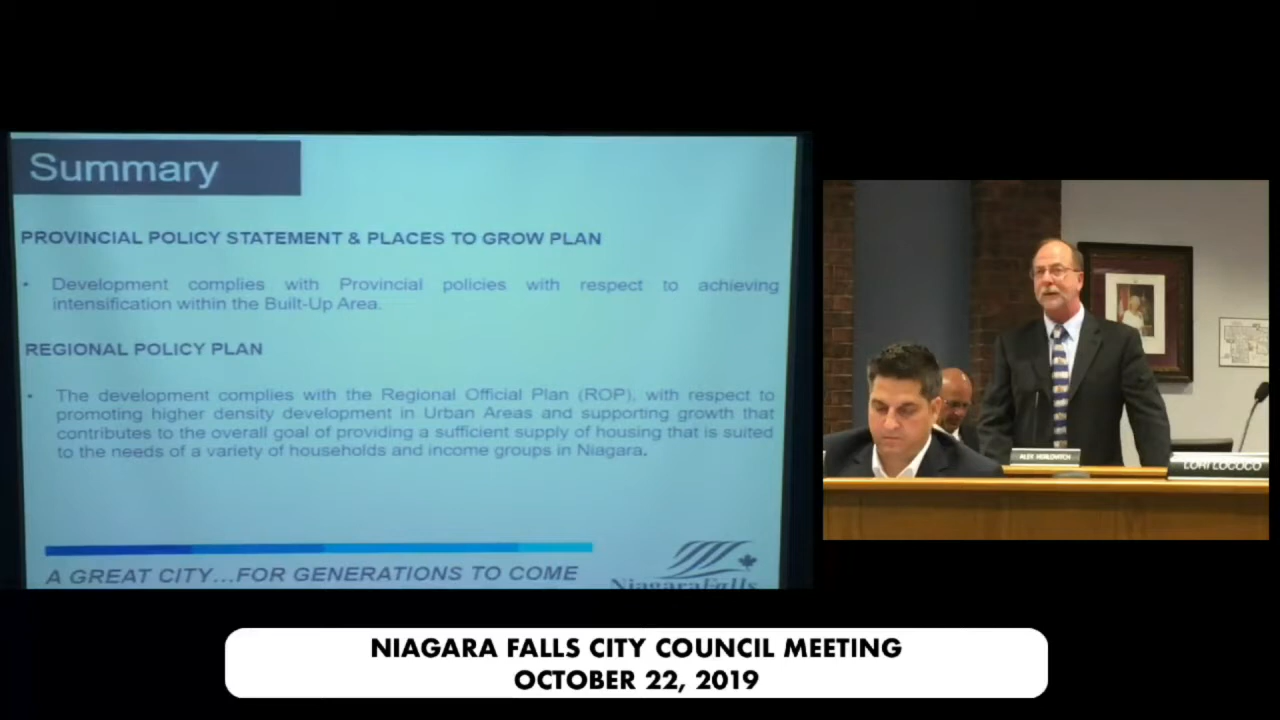 Summary
PROVINCIAL POLICY STATEMENT & PLACES TO GROW PLAN
• Development complies with Provincial policies with respect to achieving
intensification within the Built-Up Area.
REGIONAL POLICY PLAN
• The development complies with the Regional Official Plan (ROP), with respect to
promoting higher density development in Urban Areas and supporting growth that
contributes to the overall goal of providing a sufficient supply of housing that is suited
to the needs of a variety of households and income groups in Niagara.
A GREAT CITY...FOR GENERATIONS TO COME
NiagaraFalls
LORI LOCOCO
NIAGARA FALLS CITY COUNCIL MEETING
OCTOBER 22, 2019